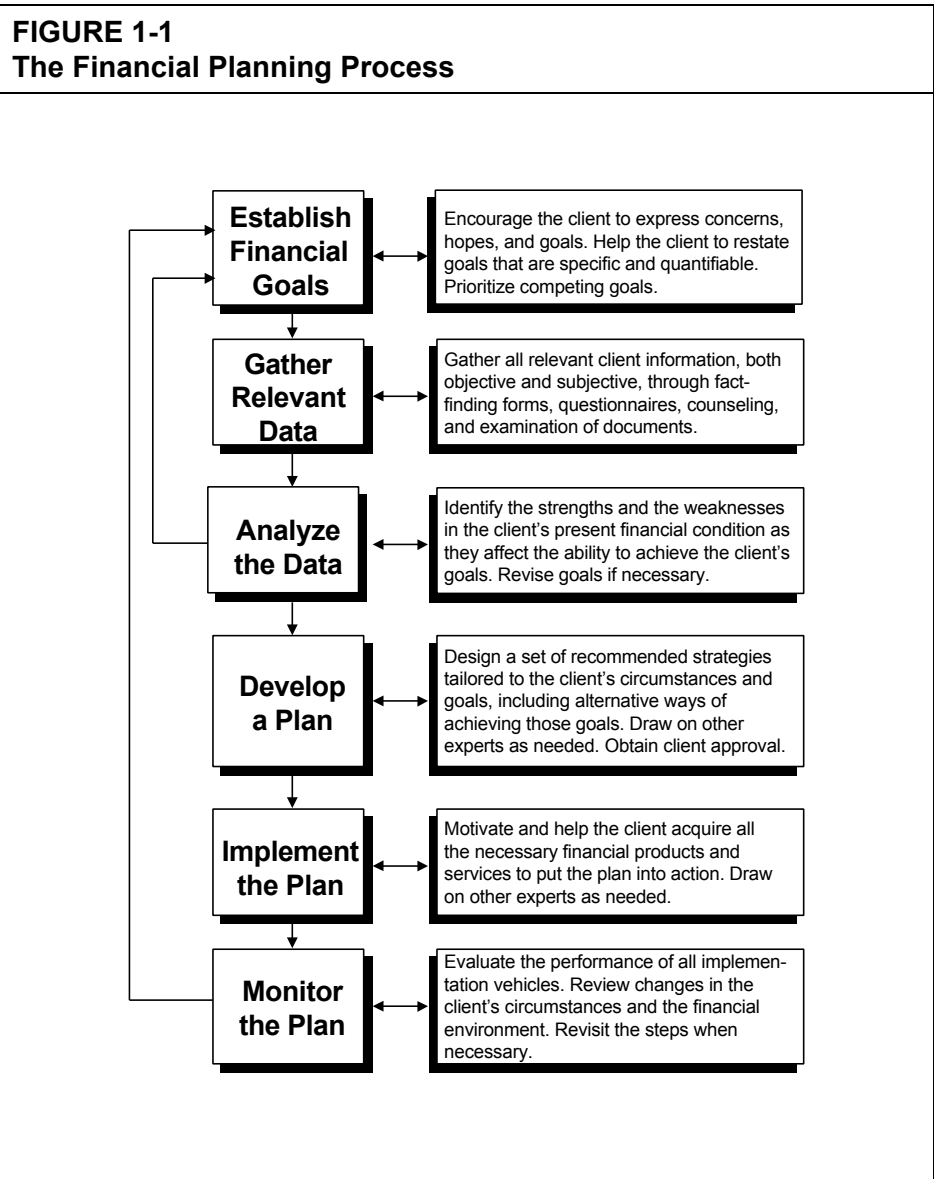 FIGURE 1-1
The Financial Planning Process
Establish
Financial
Goals
Encourage the client to express concerns,
hopes, and goals. Help the client to restate
goals that are specific and quantifiable.
Prioritize competing goals.
Gather
Relevant
Data
Gather all relevant client information, both
objective and subjective, through fact-
finding forms, questionnaires, counseling,
and examination of documents.
Analyze
the Data
Identify the strengths and the weaknesses
in the client's present financial condition as
they affect the ability to achieve the client's
goals. Revise goals if necessary.
Develop
a Plan
Design a set of recommended strategies
tailored to the client's circumstances and
goals, including alternative ways of
achieving those goals. Draw on other
experts as needed. Obtain client approval.
Implement
the Plan
Motivate and help the client acquire all
the necessary financial products and
services to put the plan into action. Draw
on other experts as needed.
Monitor
the Plan
Evaluate the performance of all implemen-
tation vehicles. Review changes in the
client's circumstances and the financial
environment. Revisit the steps when
necessary.